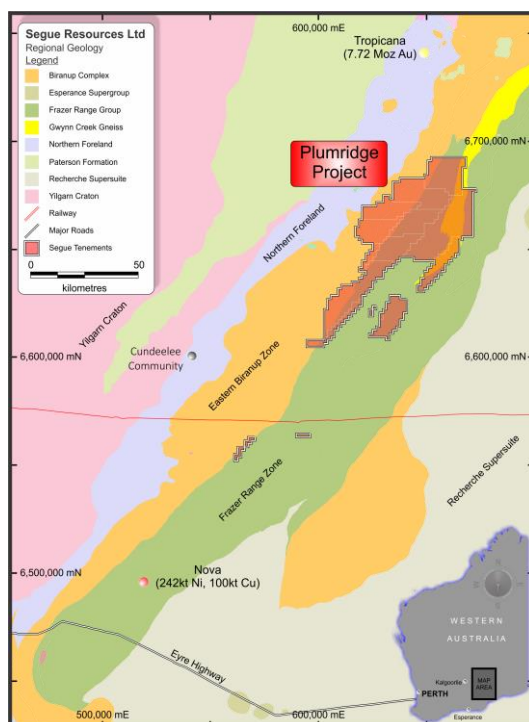 Segue Resources Ltd
Regional Geology
Legend
Biranup Complex
Esperance Supergroup
Frazer Range Group
Gwynn Creek Gneiss
Northern Foreland
Paterson Formation
Recherche Supersuite
Yilgarn Craton
Railway
Major Roads
Segue Tenements
0 50
kilometres
600,000 mE
Tropicana
(7.72 Moz Au)
6,700,000 mN
Plumridge
Project
Northern Foreland
Yilgarn Craton
Cundeelee
Community
6,600,000 mN
6,600,000 mN
Eastern Biranup Zone
Frazer Range Zone
Recherche Supersuite
6,500,000 mN
Nova
(242kt Ni, 100kt Cu)
Eyre Highway
500,000 mE
600,000 mE
WESTERN
AUSTRALIA
Kalgoorlie
PERTH
MAP
AREA
Esperance